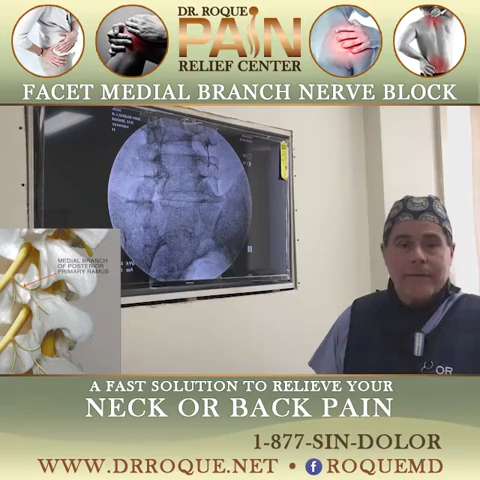 DR. ROQUE
PAIN
RELIEF CENTER
FACET MEDIAL BRANCH NERVE BLOCK
MEDIAL BRANCH
OF POSTERIOR
PRIMARY RAMUS
OR
A FAST SOLUTION TO RELIEVE YOUR
NECK OR BACK PAIN
1-877-SIN-DOLOR
WWW.DRROQUE.NET • f ROQUEMD